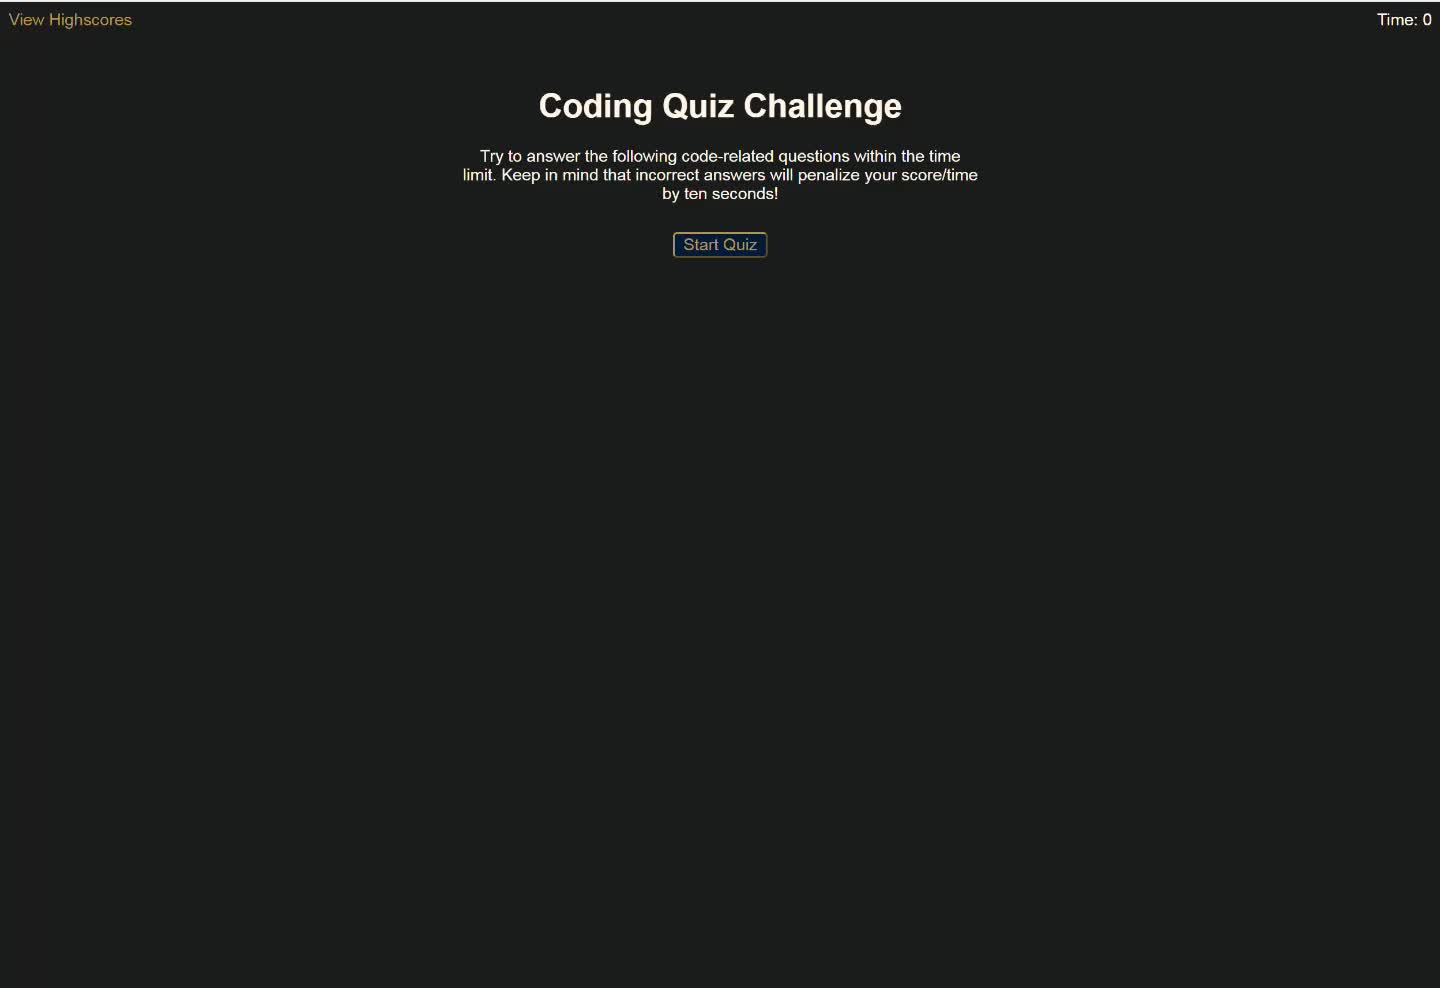 View Highscores
Time: 0
Coding Quiz Challenge
Try to answer the following code-related questions within the time
limit. Keep in mind that incorrect answers will penalize your score/time
by ten seconds!
Start Quiz